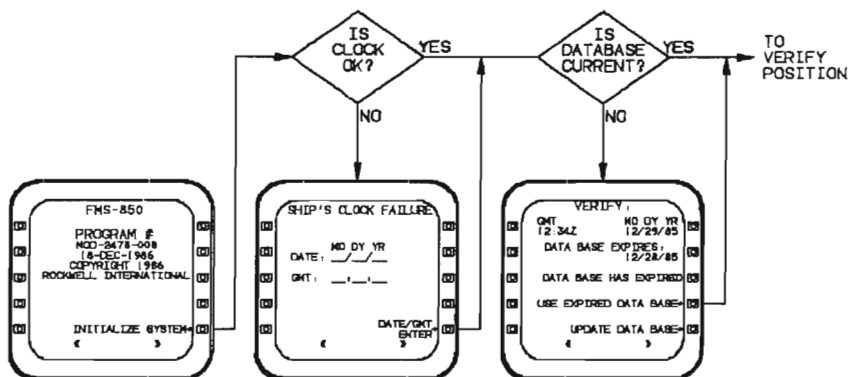 IS
CLOCK
OK?
YES
NO
IS
DATABASE
CURRENT?
YES
NO
TO
VERIFY
POSITION
FMS-850
PROGRAM #
MOD-2478-008
18-DEC-1986
COPYRIGHT 1986
ROCKWELL INTERNATIONAL
INITIALIZE SYSTEM
< >
SHIP'S CLOCK FAILURE
MO DY YR
DATE: __/__/__
GMT: __.__.__
DATE/GMT
ENTER
< >
VERIFY:
GMT MO DY YR
12:34Z 12/29/85
DATA BASE EXPIRES:
12/28/85
DATA BASE HAS EXPIRED
USE EXPIRED DATA BASE
UPDATE DATA BASE
< >